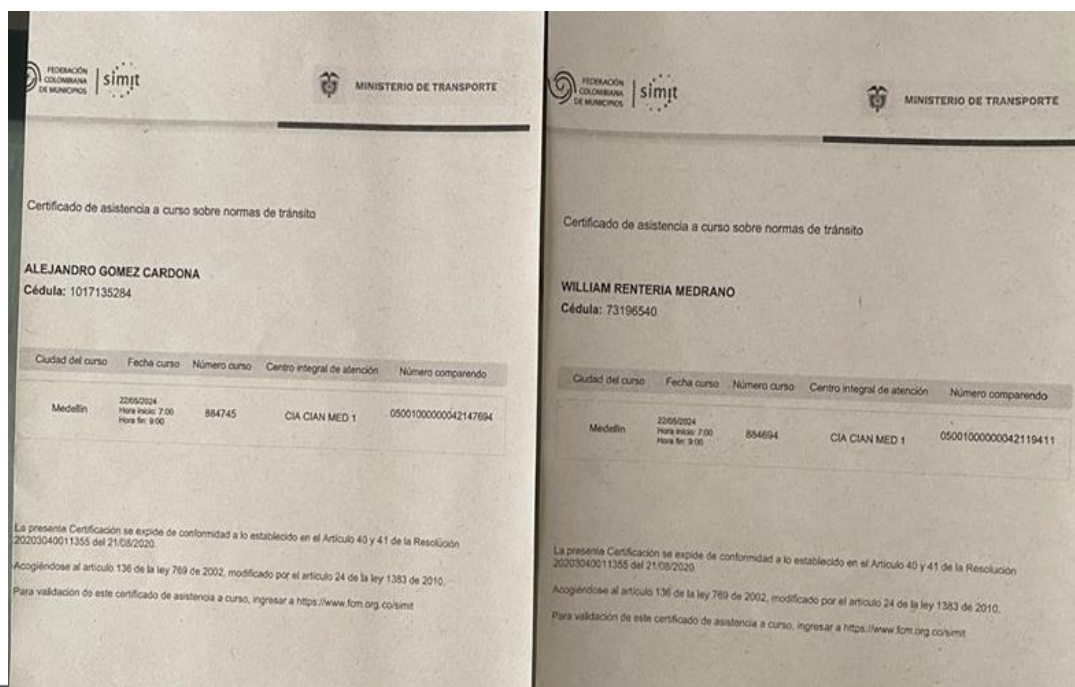 FEDERACIÓN
COLOMBIANA
DE MUNICIPIOS
simit
MINISTERIO DE TRANSPORTE
Certificado de asistencia a curso sobre normas de tránsito
ALEJANDRO GOMEZ CARDONA
Cédula: 1017135284
Ciudad del curso Fecha curso Número curso Centro integral de atención Número comparendo
22/05/2024
Medellin Hora inicio: 7:00 884745 CIA CIAN MED 1 05001000000042147694
Hora fin: 9:00
La presente Certificación se expide de conformidad a lo establecido en el Artículo 40 y 41 de la Resolución
20203040011355 del 21/08/2020.
Acogiéndose al artículo 136 de la ley 769 de 2002, modificado por el artículo 24 de la ley 1383 de 2010.
Para validación de este certificado de asistencia a curso, ingresar a https://www.fcm.org.co/simit
FEDERACIÓN
COLOMBIANA
DE MUNICIPIOS
simit
MINISTERIO DE TRANSPORTE
Certificado de asistencia a curso sobre normas de tránsito
WILLIAM RENTERIA MEDRANO
Cédula: 73196540
Ciudad del curso Fecha curso Número curso Centro integral de atención Número comparendo
22/05/2024
Medellin Hora inicio: 7:00 884694 CIA CIAN MED 1 05001000000042119411
Hora fin: 9:00
La presente Certificación se expide de conformidad a lo establecido en el Artículo 40 y 41 de la Resolución
20203040011355 del 21/08/2020
Acogiéndose al artículo 136 de la ley 769 de 2002, modificado por el artículo 24 de la ley 1383 de 2010.
Para validación de este certificado de asistencia a curso, ingresar a https://www.fcm.org.co/simit